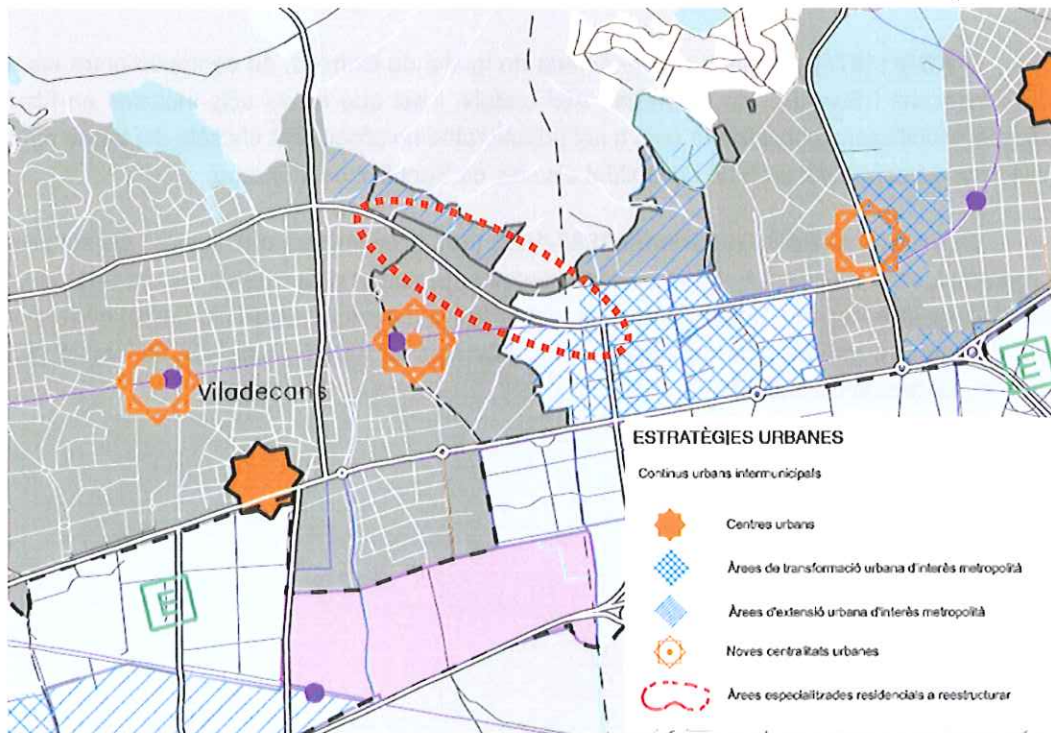 E
Viladecans
E
ESTRATÈGIES URBANES
Continus urbans intermunicipals
Centres urbans
Àrees de transformació urbana d'interès metropolità
Àrees d'extensió urbana d'interès metropolità
Noves centralitats urbanes
Àrees especialitzades residencials a reestructurar